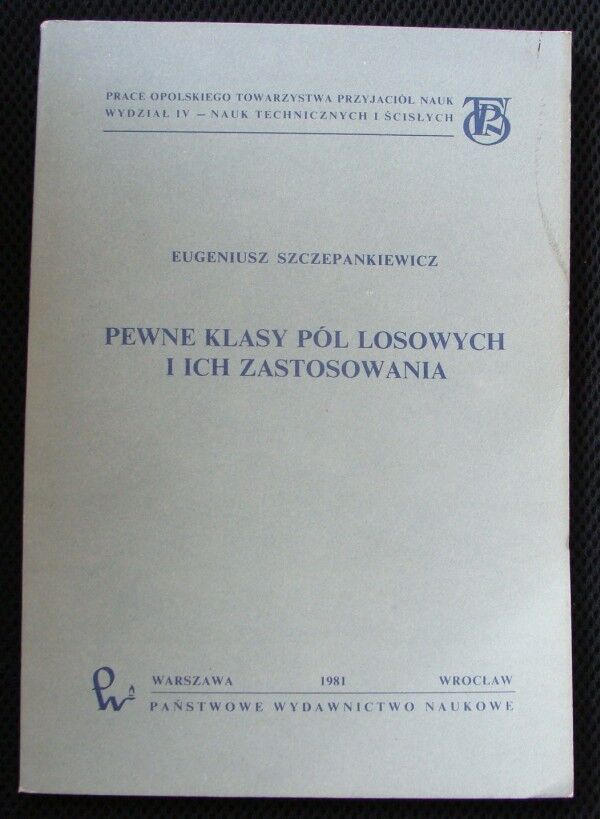 PRACE OPOLSKIEGO TOWARZYSTWA PRZYJACIÓŁ NAUK
WYDZIAŁ IV — NAUK TECHNICZNYCH I ŚCISŁYCH
EUGENIUSZ SZCZEPANKIEWICZ
PEWNE KLASY PÓL LOSOWYCH
I ICH ZASTOSOWANIA
WARSZAWA 1981 WROCŁAW
PAŃSTWOWE WYDAWNICTWO NAUKOWE